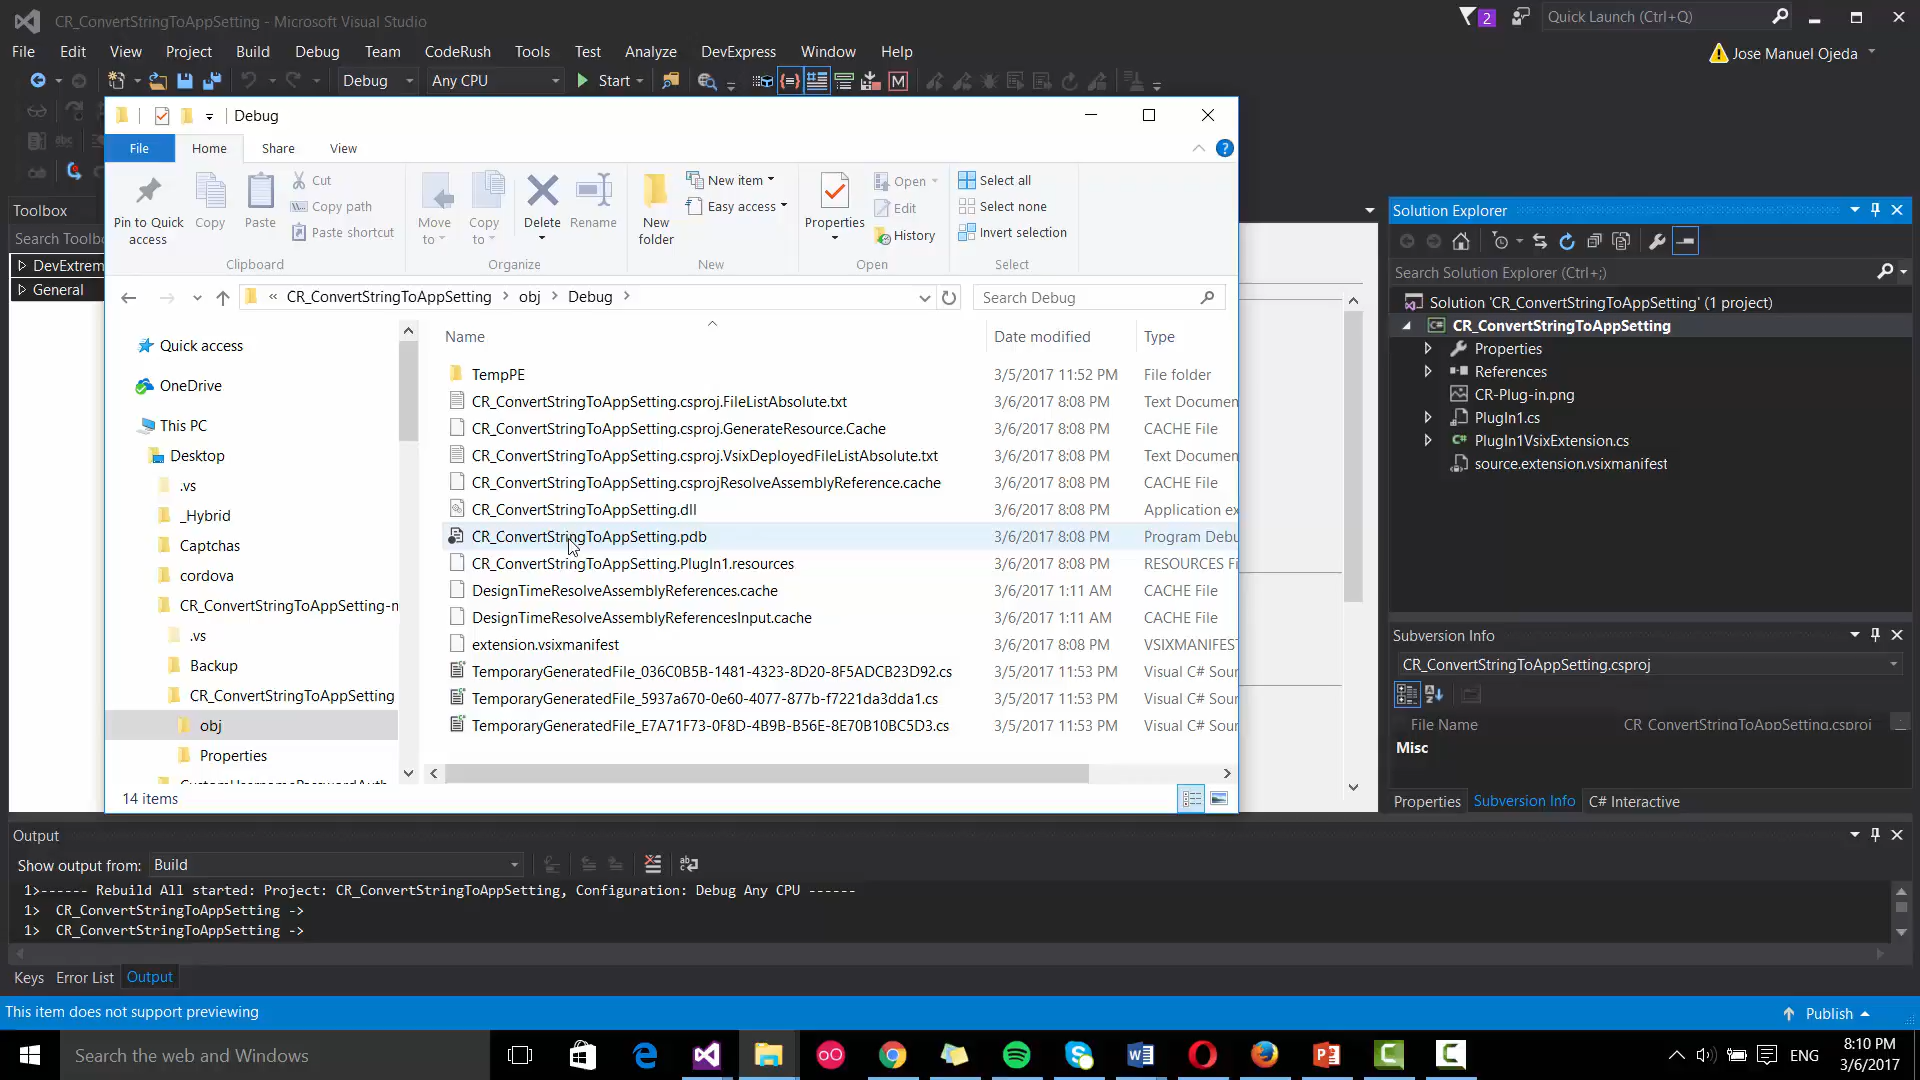 CR_ConvertStringToAppSetting - Microsoft Visual Studio
2
Quick Launch (Ctrl+Q)
File Edit View Project Build Debug Team CodeRush Tools Test Analyze DevExpress Window Help
Jose Manuel Ojeda
Debug Any CPU Start
Debug
File Home Share View
Pin to Quick access
Copy
Paste
Cut
Copy path
Paste shortcut
Move to
Copy to
Delete
Rename
New folder
New item
Easy access
Properties
Open
Edit
History
Select all
Select none
Invert selection
Clipboard Organize New Open Select
« CR_ConvertStringToAppSetting > obj > Debug >
Search Debug
Toolbox
Search Toolbo
DevExtrem
General
Quick access
OneDrive
This PC
Desktop
.vs
_Hybrid
Captchas
cordova
CR_ConvertStringToAppSetting-m
.vs
Backup
CR_ConvertStringToAppSetting
obj
Properties
Name Date modified Type
TempPE 3/5/2017 11:52 PM File folder
CR_ConvertStringToAppSetting.csproj.FileListAbsolute.txt 3/6/2017 8:08 PM Text Documen
CR_ConvertStringToAppSetting.csproj.GenerateResource.Cache 3/6/2017 8:08 PM CACHE File
CR_ConvertStringToAppSetting.csproj.VsixDeployedFileListAbsolute.txt 3/6/2017 8:08 PM Text Documen
CR_ConvertStringToAppSetting.csprojResolveAssemblyReference.cache 3/6/2017 8:08 PM CACHE File
CR_ConvertStringToAppSetting.dll 3/6/2017 8:08 PM Application ex
CR_ConvertStringToAppSetting.pdb 3/6/2017 8:08 PM Program Debu
CR_ConvertStringToAppSetting.PlugIn1.resources 3/6/2017 8:08 PM RESOURCES Fi
DesignTimeResolveAssemblyReferences.cache 3/6/2017 1:11 AM CACHE File
DesignTimeResolveAssemblyReferencesInput.cache 3/6/2017 1:11 AM CACHE File
extension.vsixmanifest 3/6/2017 8:08 PM VSIXMANIFEST
TemporaryGeneratedFile_036C0B5B-1481-4323-8D20-8F5ADCB23D92.cs 3/5/2017 11:53 PM Visual C# Sour
TemporaryGeneratedFile_5937a670-0e60-4077-877b-f7221da3dda1.cs 3/5/2017 11:53 PM Visual C# Sour
TemporaryGeneratedFile_E7A71F73-0F8D-4B9B-B56E-8E70B10BC5D3.cs 3/5/2017 11:53 PM Visual C# Sour
14 items
Solution Explorer
Search Solution Explorer (Ctrl+;)
Solution 'CR_ConvertStringToAppSetting' (1 project)
CR_ConvertStringToAppSetting
Properties
References
CR-Plug-in.png
PlugIn1.cs
PlugIn1VsixExtension.cs
source.extension.vsixmanifest
Subversion Info
CR_ConvertStringToAppSetting.csproj
File Name CR_ConvertStringToAppSetting.csproj
Misc
Properties Subversion Info C# Interactive
Output
Show output from: Build
1>------ Rebuild All started: Project: CR_ConvertStringToAppSetting, Configuration: Debug Any CPU ------
1> CR_ConvertStringToAppSetting ->
1> CR_ConvertStringToAppSetting ->
Keys Error List Output
This item does not support previewing
Publish
Search the web and Windows
ENG
8:10 PM
3/6/2017